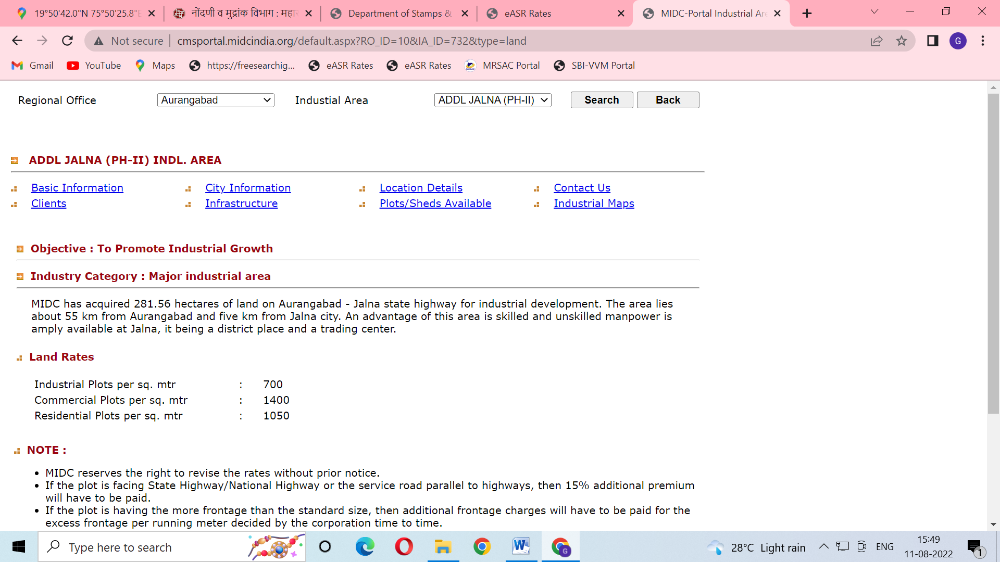 19°50'42.0"N 75°50'25.8"E
नोंदणी व मुद्रांक विभाग : महारा
Department of Stamps &
eASR Rates
MIDC-Portal Industrial Are
Not secure | cmsportal.midcindia.org/default.aspx?RO_ID=10&IA_ID=732&type=land
G
Gmail YouTube Maps https://freesearchig... eASR Rates eASR Rates MRSAC Portal SBI-VVM Portal
Regional Office Aurangabad Industial Area ADDL JALNA (PH-II) Search Back
ADDL JALNA (PH-II) INDL. AREA
Basic Information City Information Location Details Contact Us
Clients Infrastructure Plots/Sheds Available Industrial Maps
Objective : To Promote Industrial Growth
Industry Category : Major industrial area
MIDC has acquired 281.56 hectares of land on Aurangabad - Jalna state highway for industrial development. The area lies
about 55 km from Aurangabad and five km from Jalna city. An advantage of this area is skilled and unskilled manpower is
amply available at Jalna, it being a district place and a trading center.
Land Rates
Industrial Plots per sq. mtr : 700
Commercial Plots per sq. mtr : 1400
Residential Plots per sq. mtr : 1050
NOTE :
• MIDC reserves the right to revise the rates without prior notice.
• If the plot is facing State Highway/National Highway or the service road parallel to highways, then 15% additional premium
will have to be paid.
• If the plot is having the more frontage than the standard size, then additional frontage charges will have to be paid for the
excess frontage per running meter decided by the corporation time to time.
Type here to search
28°C Light rain
ENG
15:49
11-08-2022
1